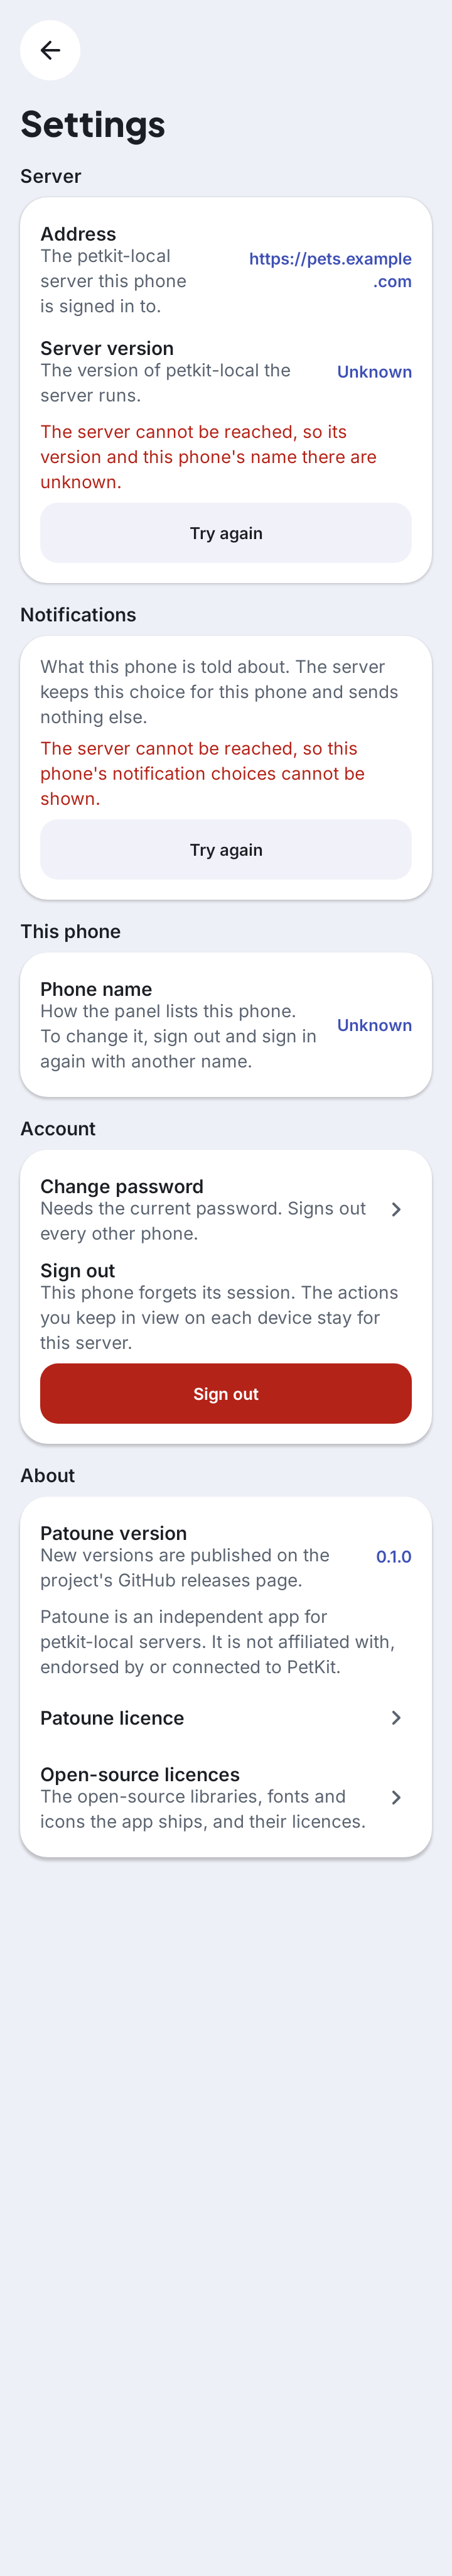 Settings
Server
Address
The petkit-local
server this phone
is signed in to.
https://pets.example
.com
Server version
The version of petkit-local the
server runs.
Unknown
The server cannot be reached, so its
version and this phone's name there are
unknown.
Try again
Notifications
What this phone is told about. The server
keeps this choice for this phone and sends
nothing else.
The server cannot be reached, so this
phone's notification choices cannot be
shown.
Try again
This phone
Phone name
How the panel lists this phone.
To change it, sign out and sign in
again with another name.
Unknown
Account
Change password
Needs the current password. Signs out
every other phone.
Sign out
This phone forgets its session. The actions
you keep in view on each device stay for
this server.
Sign out
About
Patoune version
New versions are published on the
project's GitHub releases page.
0.1.0
Patoune is an independent app for
petkit-local servers. It is not affiliated with,
endorsed by or connected to PetKit.
Patoune licence
Open-source licences
The open-source libraries, fonts and
icons the app ships, and their licences.